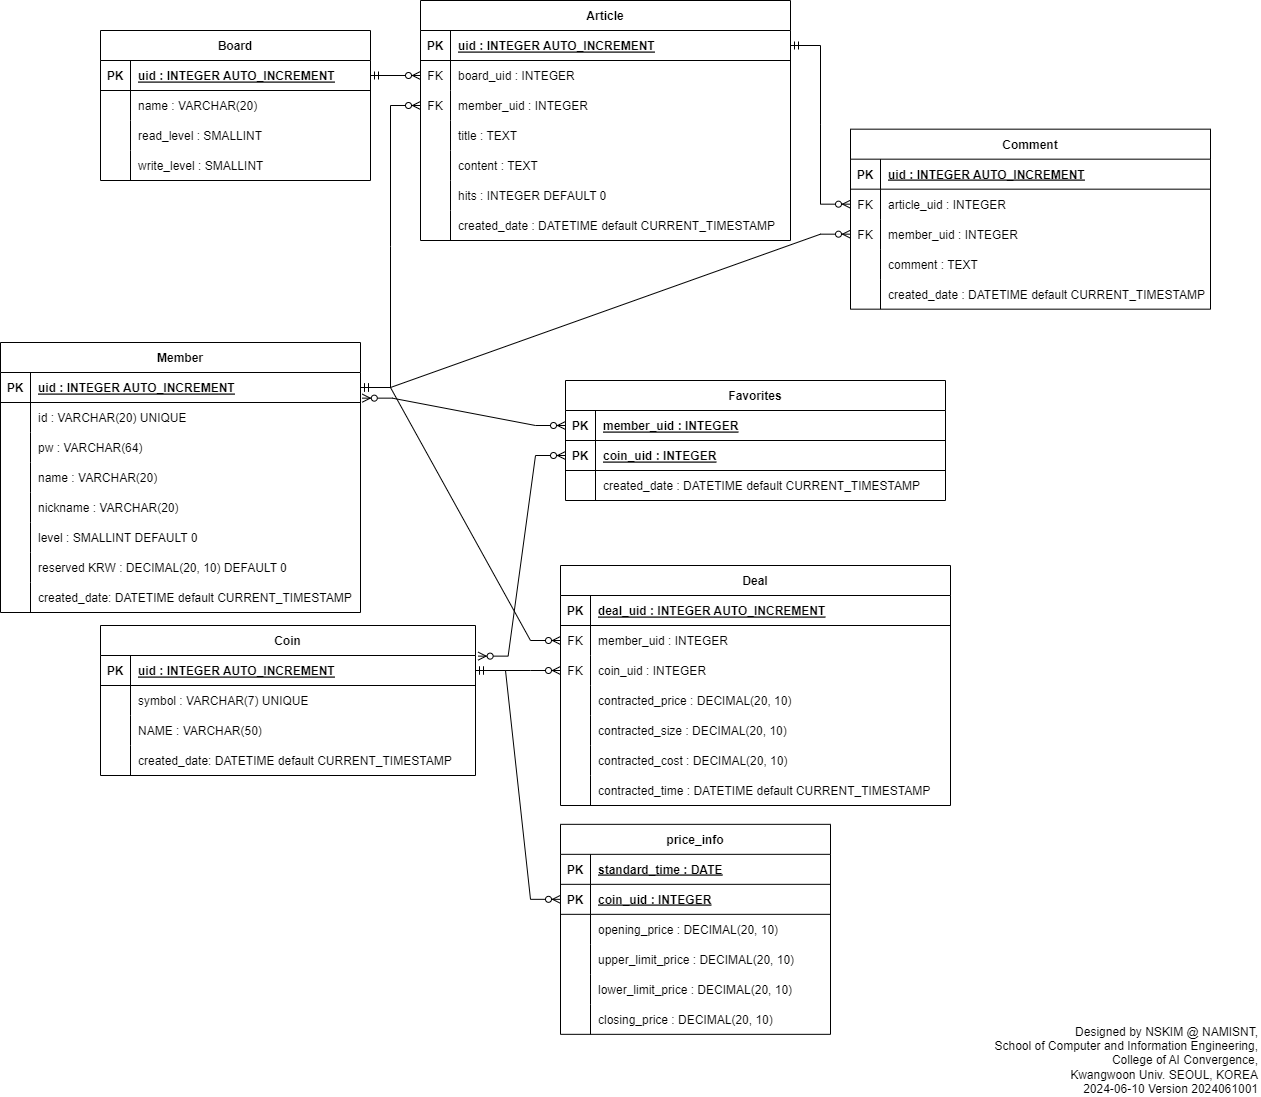 Article
PK uid : INTEGER AUTO_INCREMENT
FK board_uid : INTEGER
FK member_uid : INTEGER
title : TEXT
content : TEXT
hits : INTEGER DEFAULT 0
created_date : DATETIME default CURRENT_TIMESTAMP
Board
PK uid : INTEGER AUTO_INCREMENT
name : VARCHAR(20)
read_level : SMALLINT
write_level : SMALLINT
Comment
PK uid : INTEGER AUTO_INCREMENT
FK article_uid : INTEGER
FK member_uid : INTEGER
comment : TEXT
created_date : DATETIME default CURRENT_TIMESTAMP
Member
PK uid : INTEGER AUTO_INCREMENT
id : VARCHAR(20) UNIQUE
pw : VARCHAR(64)
name : VARCHAR(20)
nickname : VARCHAR(20)
level : SMALLINT DEFAULT 0
reserved KRW : DECIMAL(20, 10) DEFAULT 0
created_date: DATETIME default CURRENT_TIMESTAMP
Favorites
PK member_uid : INTEGER
PK coin_uid : INTEGER
created_date : DATETIME default CURRENT_TIMESTAMP
Coin
PK uid : INTEGER AUTO_INCREMENT
symbol : VARCHAR(7) UNIQUE
NAME : VARCHAR(50)
created_date: DATETIME default CURRENT_TIMESTAMP
Deal
PK deal_uid : INTEGER AUTO_INCREMENT
FK member_uid : INTEGER
FK coin_uid : INTEGER
contracted_price : DECIMAL(20, 10)
contracted_size : DECIMAL(20, 10)
contracted_cost : DECIMAL(20, 10)
contracted_time : DATETIME default CURRENT_TIMESTAMP
price_info
PK standard_time : DATE
PK coin_uid : INTEGER
opening_price : DECIMAL(20, 10)
upper_limit_price : DECIMAL(20, 10)
lower_limit_price : DECIMAL(20, 10)
closing_price : DECIMAL(20, 10)
Designed by NSKIM @ NAMISNT,
School of Computer and Information Engineering,
College of AI Convergence,
Kwangwoon Univ. SEOUL, KOREA
2024-06-10 Version 2024061001